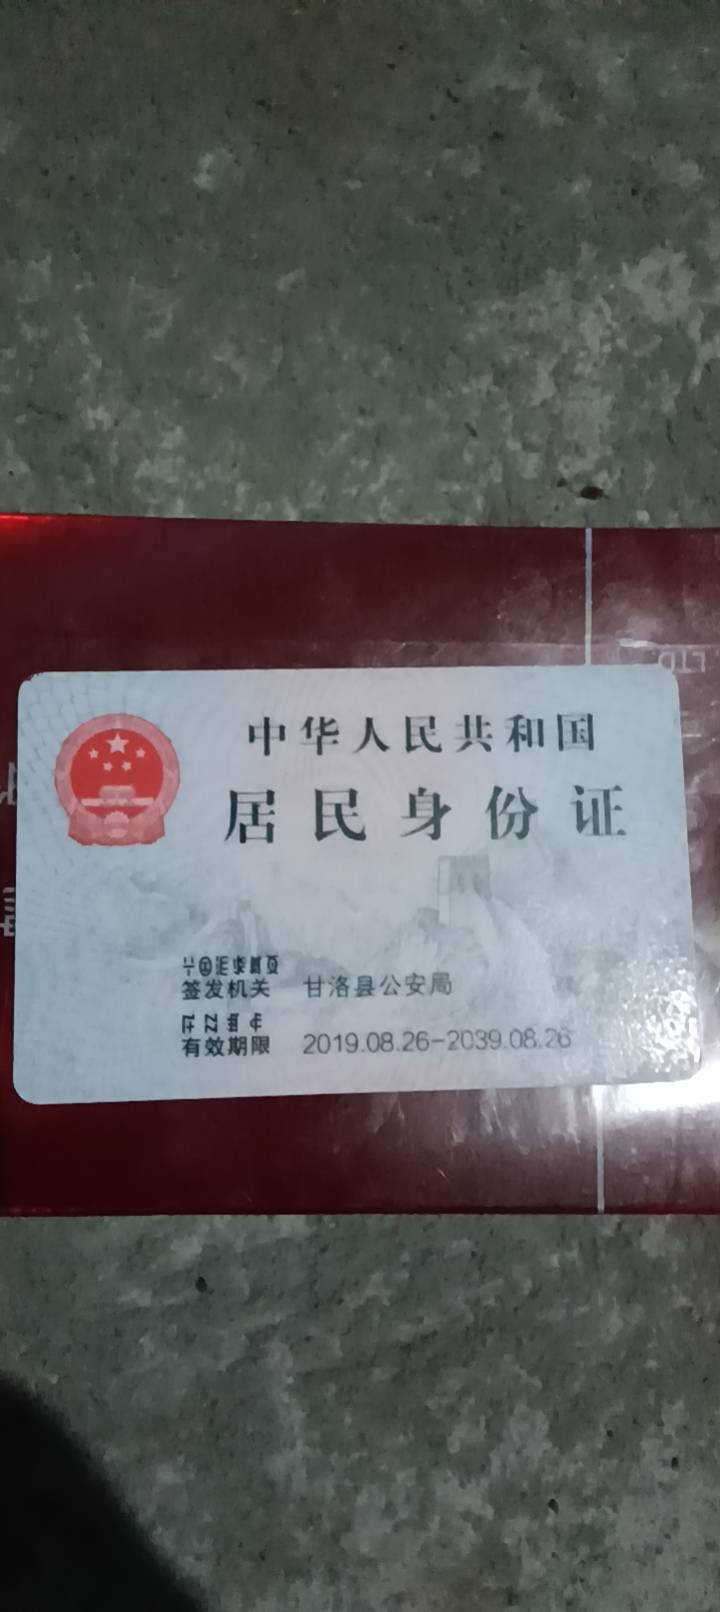 中华人民共和国
居民身份证
签发机关 甘洛县公安局
有效期限 2019.08.26-2039.08.26